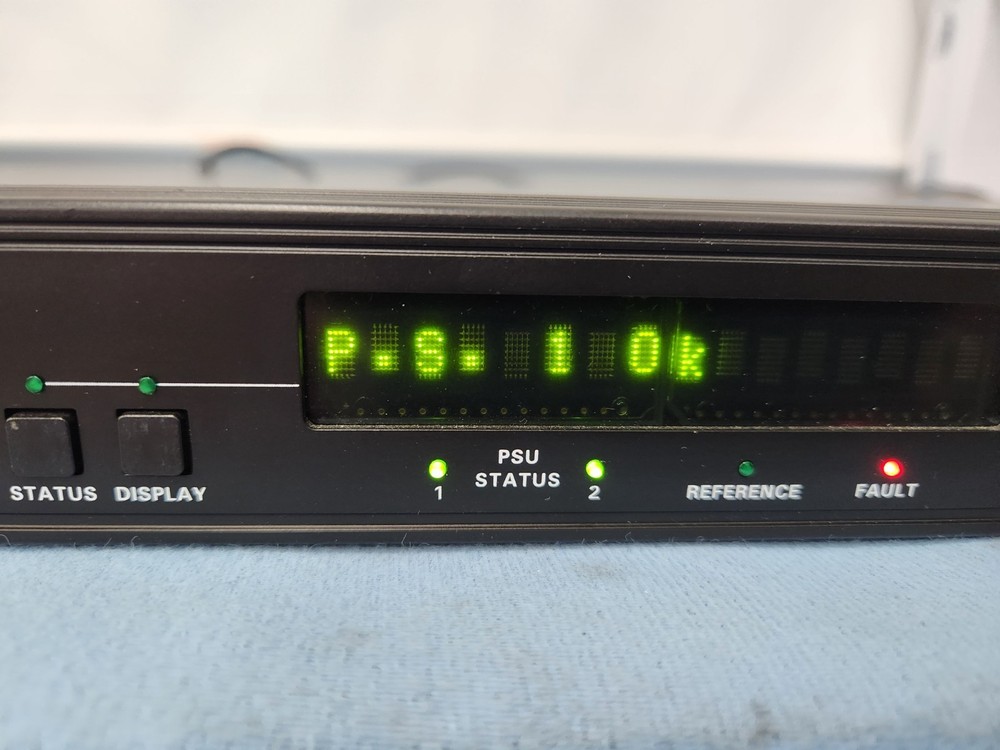 P.S. 1 Ok
STATUS DISPLAY
PSU
STATUS
1 2
REFERENCE FAULT